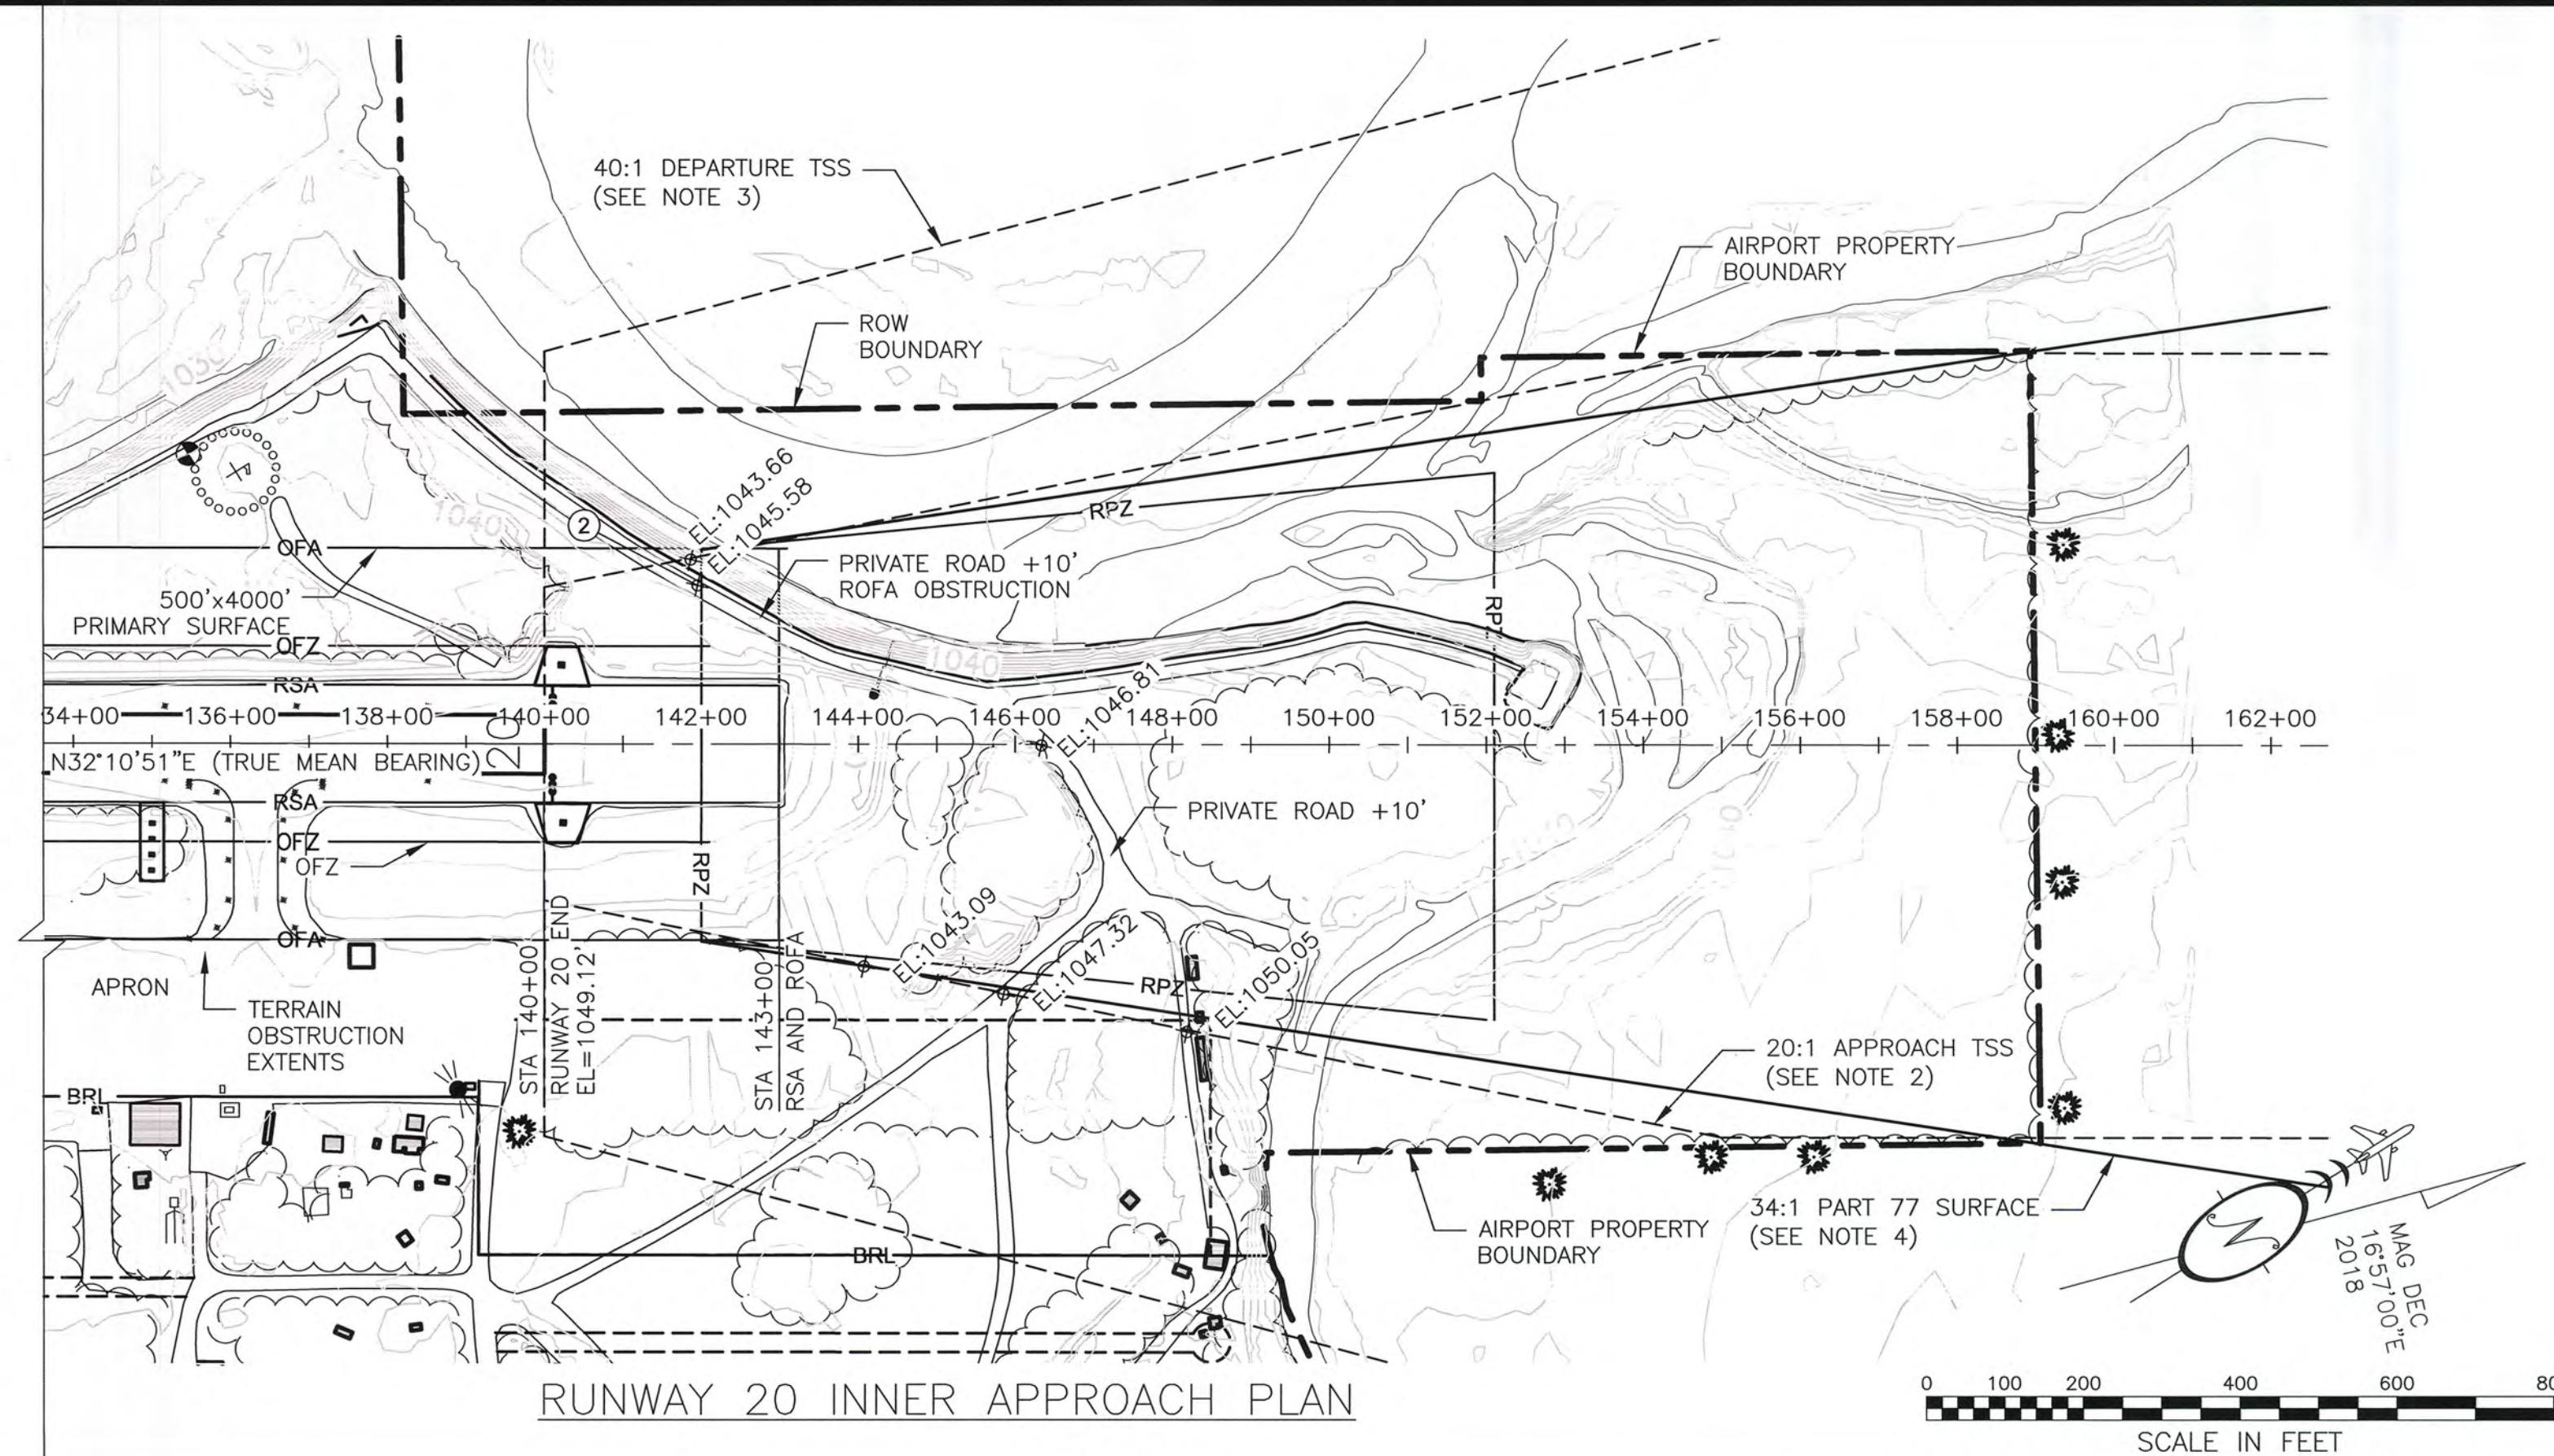 40:1 DEPARTURE TSS
(SEE NOTE 3)
AIRPORT PROPERTY
BOUNDARY
ROW
BOUNDARY
1030
EL:1043.66
EL:1045.58
1040
2
RPZ
OFA
PRIVATE ROAD +10'
ROFA OBSTRUCTION
500'x4000'
PRIMARY SURFACE
OFZ
RPZ
1040
RSA
EL:1046.81
34+00
136+00
138+00
140+00
142+00
144+00
146+00
148+00
150+00
152+00
154+00
156+00
158+00
160+00
162+00
20
N32°10'51"E (TRUE MEAN BEARING)
RSA
PRIVATE ROAD +10'
OFZ
OFZ
RPZ
EL:1043.09
EL:1047.32
EL:1050.05
OFA
RPZ
APRON
TERRAIN
OBSTRUCTION
EXTENTS
STA 140+00
RUNWAY 20 END
EL=1049.12'
STA 143+00
RSA AND ROFA
20:1 APPROACH TSS
(SEE NOTE 2)
BRL
34:1 PART 77 SURFACE
(SEE NOTE 4)
AIRPORT PROPERTY
BOUNDARY
BRL
MAG DEC
16°57'00"E
2018
RUNWAY 20 INNER APPROACH PLAN
0 100 200 400 600
SCALE IN FEET